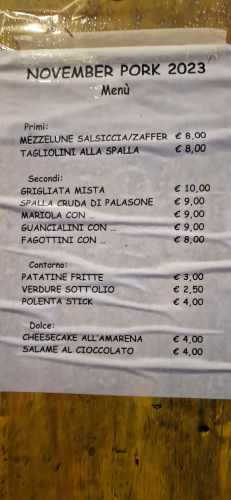 NOVEMBER PORK 2023
Menù
Primi:
MEZZELUNE SALSICCIA/ZAFFER € 8,00
TAGLIOLINI ALLA SPALLA € 8,00
Secondi:
GRIGLIATA MISTA € 10,00
SPALLA CRUDA DI PALASONE € 9,00
MARIOLA CON ... € 9,00
GUANCIALINI CON ... € 9,00
FAGOTTINI CON ... € 8,00
Contorno:
PATATINE FRITTE € 3,00
VERDURE SOTT'OLIO € 2,50
POLENTA STICK € 4,00
Dolce:
CHEESECAKE ALL'AMARENA € 4,00
SALAME AL CIOCCOLATO € 4,00